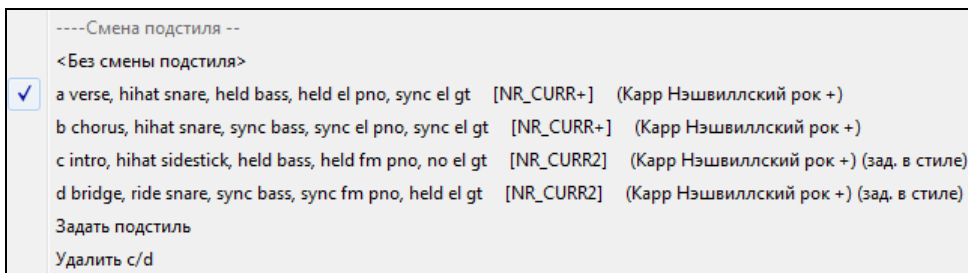 ----Смена подстиля --
<Без смены подстиля>
a verse, hihat snare, held bass, held el pno, sync el gt [NR_CURR+] (Карр Нэшвиллский рок +)
b chorus, hihat snare, sync bass, sync el pno, sync el gt [NR_CURR+] (Карр Нэшвиллский рок +)
c intro, hihat sidestick, held bass, held fm pno, no el gt [NR_CURR2] (Карр Нэшвиллский рок +) (зад. в стиле)
d bridge, ride snare, sync bass, sync fm pno, held el gt [NR_CURR2] (Карр Нэшвиллский рок +) (зад. в стиле)
Задать подстиль
Удалить c/d